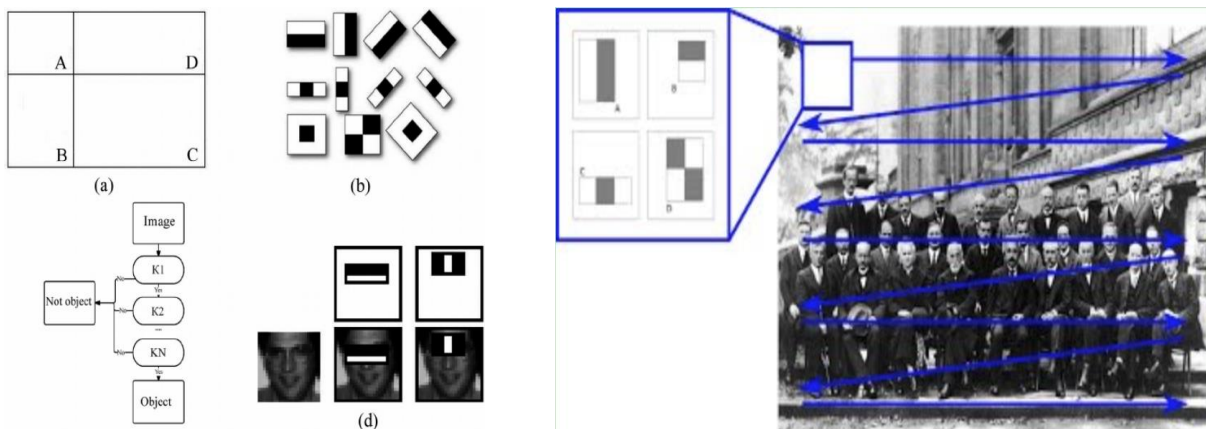 A D
B C
(a)
(b)
Image
K1
No
Yes
Not object
No
K2
...
No
KN
Yes
Object
(d)
A
B
C
D